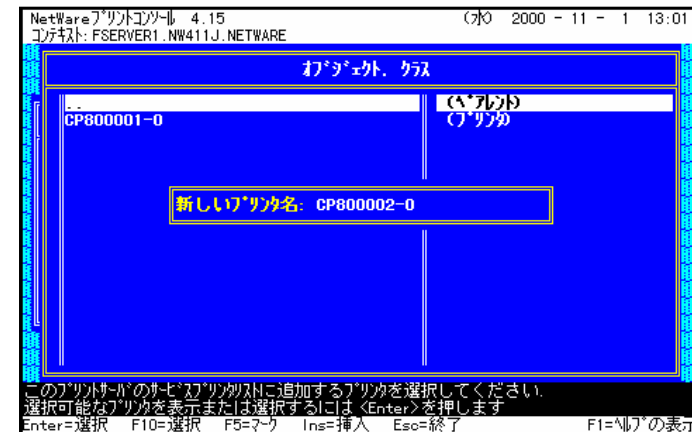 NetWareプリントコンソール 4.15 (水) 2000 - 11 - 1 13:01
コンテキスト: FSERVER1.NW411J.NETWARE
オブジェクト. クラス
.. (ペアレント)
CP800001-0 (プリンタ)
新しいプリンタ名: CP800002-0
このプリントサーバのサービスプリンタリストに追加するプリンタを選択してください.
選択可能なプリンタを表示または選択するには <Enter> を押します
Enter=選択 F10=選択 F5=マーク Ins=挿入 Esc=終了 F1=ヘルプの表示